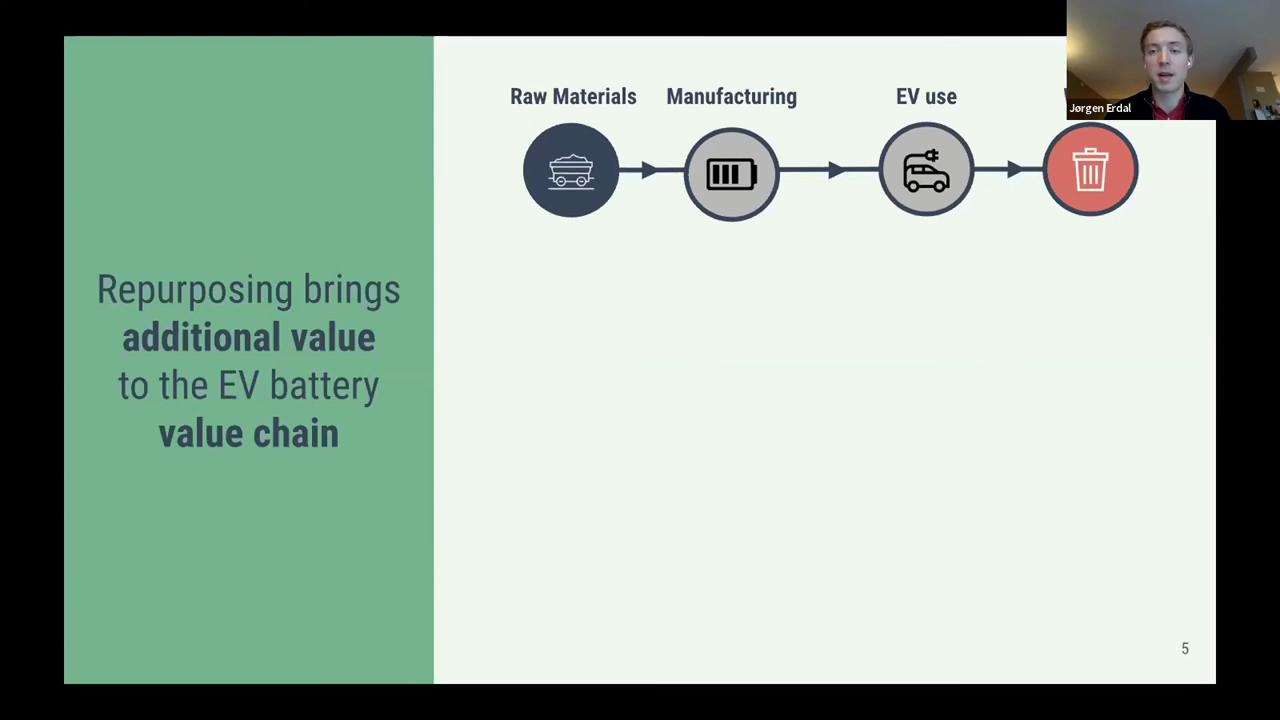 Raw Materials
Manufacturing
EV use
Jørgen Erdal
Repurposing brings
additional value
to the EV battery
value chain
5